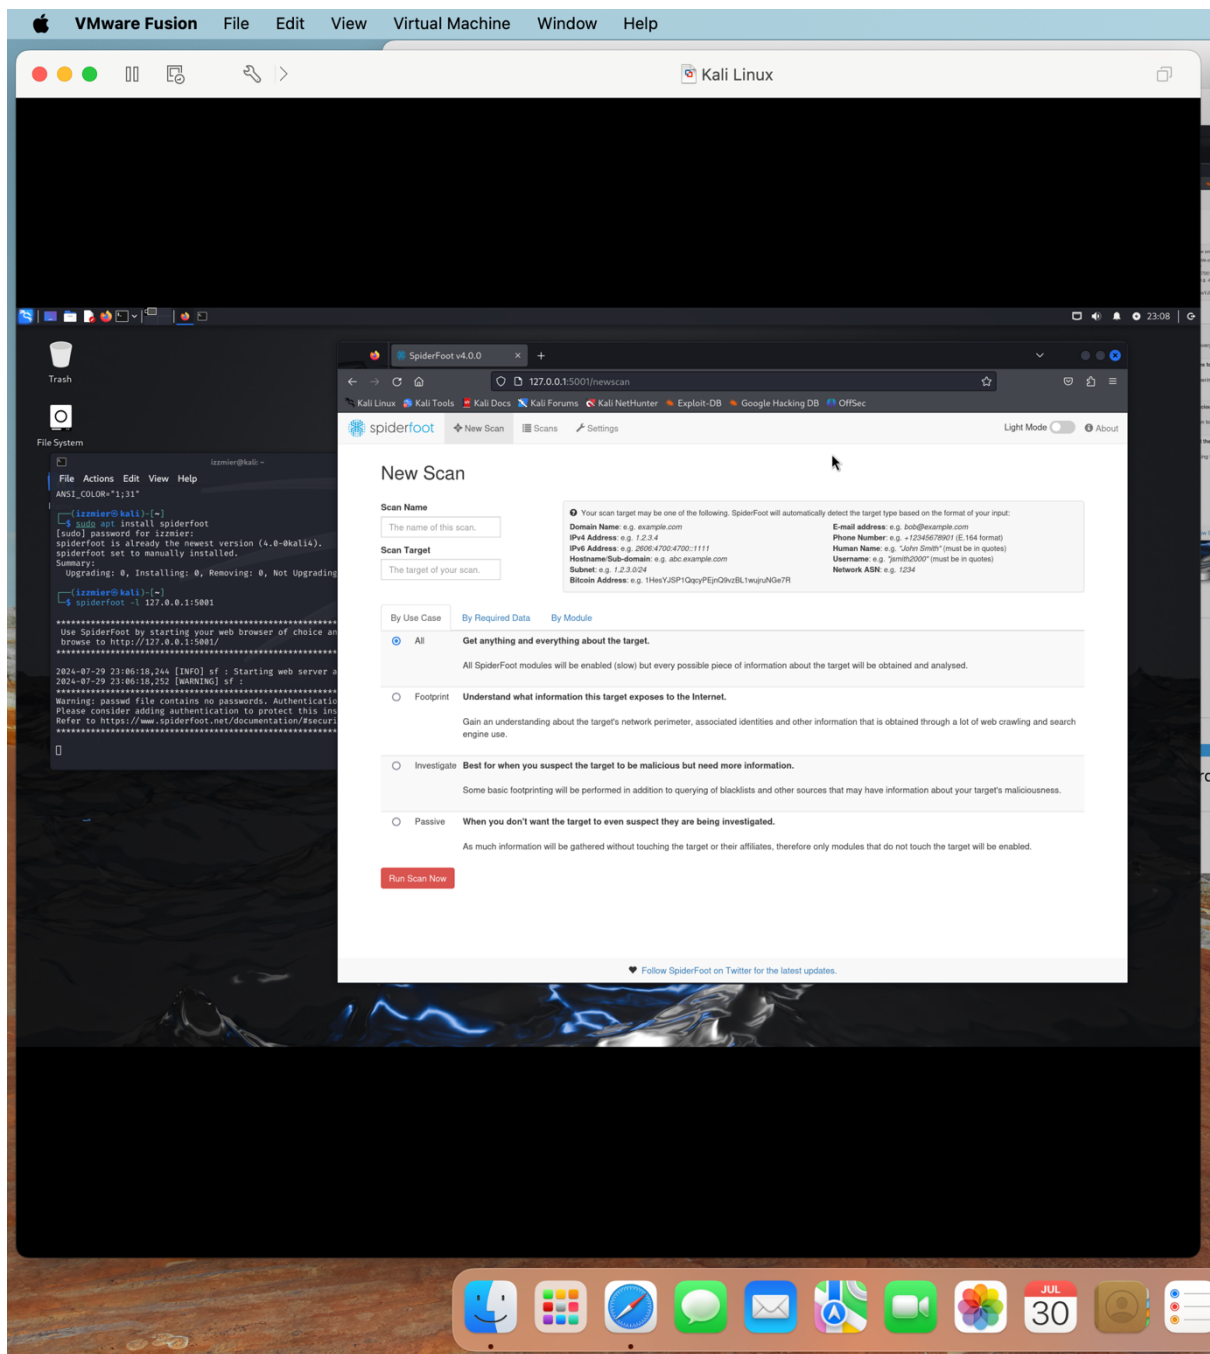 VMware Fusion File Edit View Virtual Machine Window Help
Kali Linux
23:08
Trash
File System
izzmier@kali: ~
File Actions Edit View Help
ANSI_COLOR="1;31"
(izzmier㉿kali)-[~]
$ sudo apt install spiderfoot
[sudo] password for izzmier:
spiderfoot is already the newest version (4.0-0kali4).
spiderfoot set to manually installed.
Summary:
Upgrading: 0, Installing: 0, Removing: 0, Not Upgrading
(izzmier㉿kali)-[~]
$ spiderfoot -l 127.0.0.1:5001
Use SpiderFoot by starting your web browser of choice an
browse to http://127.0.0.1:5001/
2024-07-29 23:06:18,244 [INFO] sf : Starting web server a
2024-07-29 23:06:18,252 [WARNING] sf :
Warning: passwd file contains no passwords. Authenticatio
Please consider adding authentication to protect this ins
Refer to https://www.spiderfoot.net/documentation/#securi
SpiderFoot v4.0.0
127.0.0.1:5001/newscan
Kali Linux Kali Tools Kali Docs Kali Forums Kali NetHunter Exploit-DB Google Hacking DB OffSec
spiderfoot New Scan Scans Settings Light Mode About
New Scan
Scan Name
The name of this scan.
Scan Target
The target of your scan.
Your scan target may be one of the following. SpiderFoot will automatically detect the target type based on the format of your input:
Domain Name: e.g. example.com
IPv4 Address: e.g. 1.2.3.4
IPv6 Address: e.g. 2606:4700:4700::1111
Hostname/Sub-domain: e.g. abc.example.com
Subnet: e.g. 1.2.3.0/24
Bitcoin Address: e.g. 1HesYJSP1QqcyPEjnQ9vzBL1wujruNGe7R
E-mail address: e.g. bob@example.com
Phone Number: e.g. +12345678901 (E.164 format)
Human Name: e.g. "John Smith" (must be in quotes)
Username: e.g. "jsmith2000" (must be in quotes)
Network ASN: e.g. 1234
By Use Case By Required Data By Module
All Get anything and everything about the target.
All SpiderFoot modules will be enabled (slow) but every possible piece of information about the target will be obtained and analysed.
Footprint Understand what information this target exposes to the Internet.
Gain an understanding about the target's network perimeter, associated identities and other information that is obtained through a lot of web crawling and search
engine use.
Investigate Best for when you suspect the target to be malicious but need more information.
Some basic footprinting will be performed in addition to querying of blacklists and other sources that may have information about your target's maliciousness.
Passive When you don't want the target to even suspect they are being investigated.
As much information will be gathered without touching the target or their affiliates, therefore only modules that do not touch the target will be enabled.
Run Scan Now
Follow SpiderFoot on Twitter for the latest updates.
JUL
30